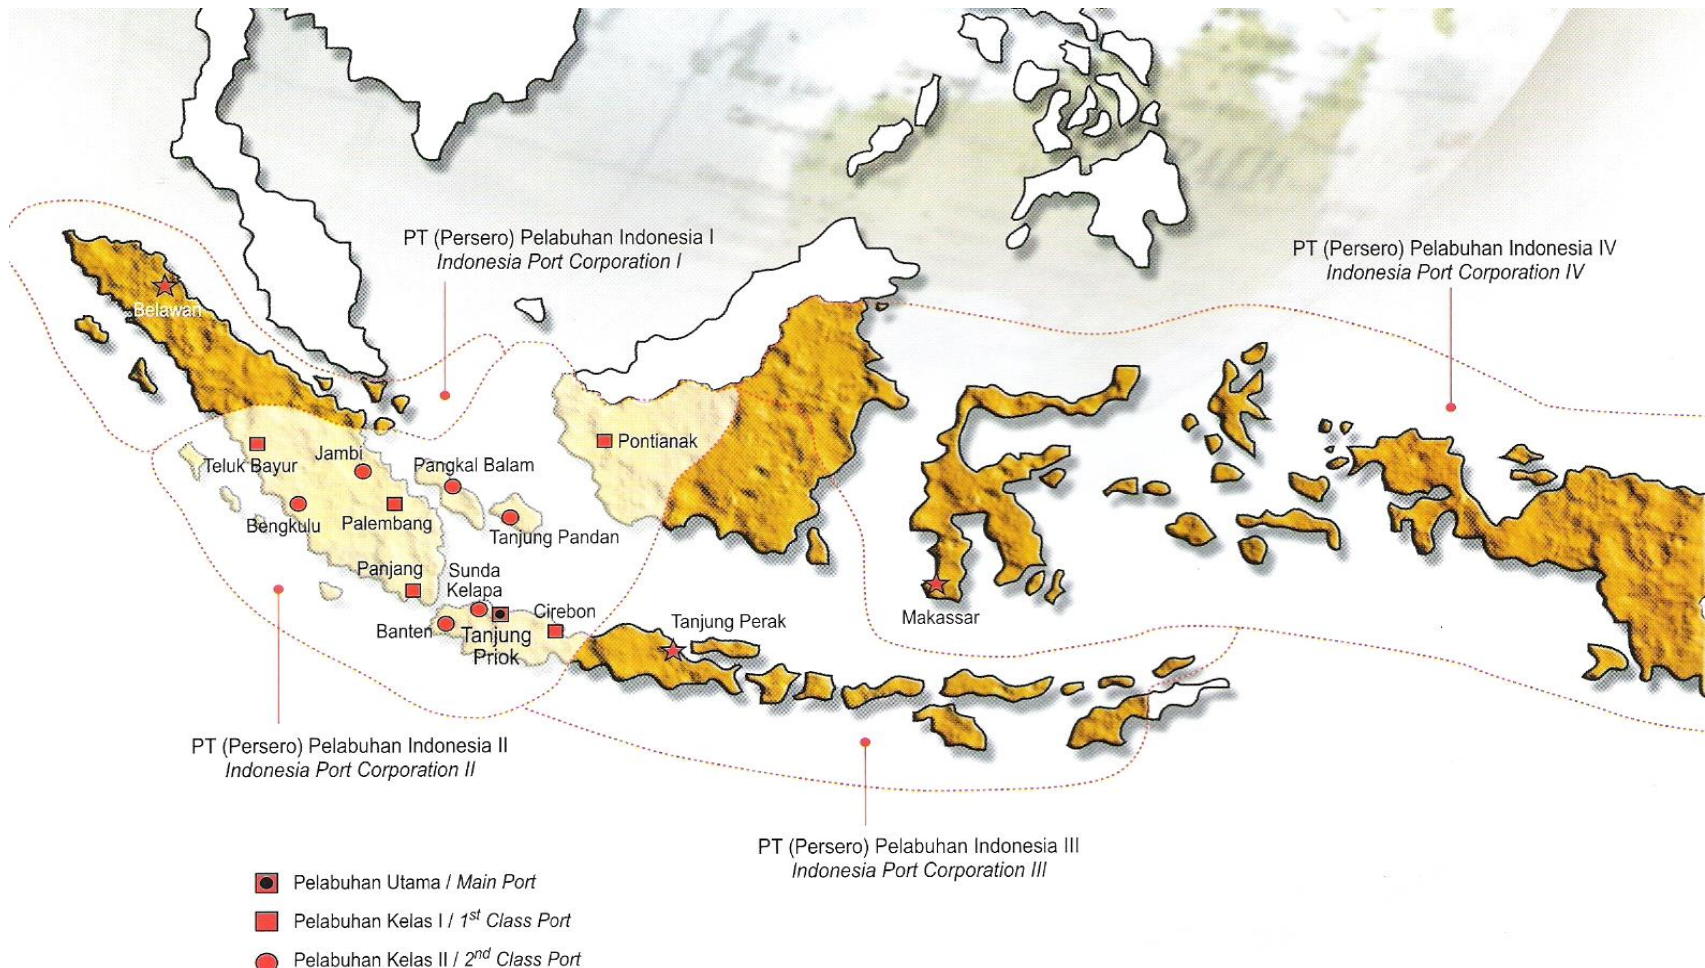 PT (Persero) Pelabuhan Indonesia I
Indonesia Port Corporation I
PT (Persero) Pelabuhan Indonesia IV
Indonesia Port Corporation IV
Belawan
Pontianak
Teluk Bayur
Jambi
Pangkal Balam
Bengkulu
Palembang
Tanjung Pandan
Panjang
Sunda
Kelapa
Cirebon
Banten
Tanjung
Priok
Tanjung Perak
Makassar
PT (Persero) Pelabuhan Indonesia II
Indonesia Port Corporation II
PT (Persero) Pelabuhan Indonesia III
Indonesia Port Corporation III
Pelabuhan Utama / Main Port
Pelabuhan Kelas I / 1st Class Port
Pelabuhan Kelas II / 2nd Class Port